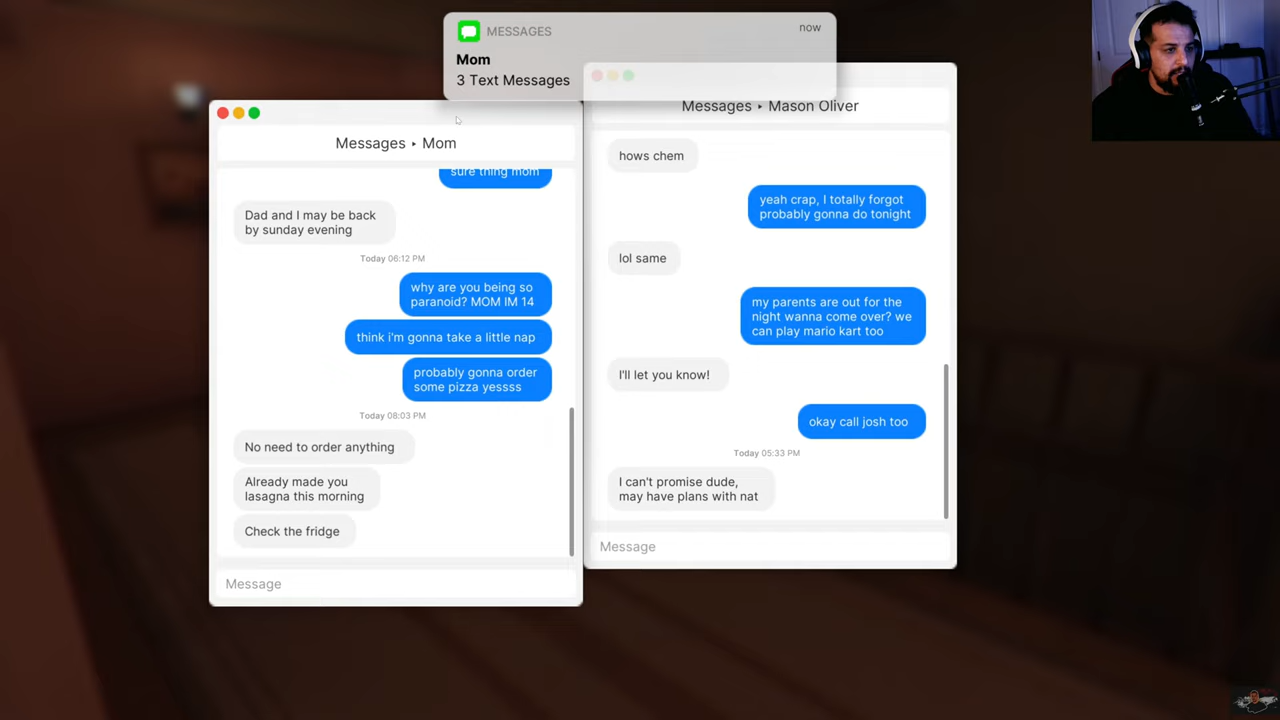 MESSAGES
now
Mom
3 Text Messages
Messages ▸ Mom
sure thing mom
Dad and I may be back
by sunday evening
Today 06:12 PM
why are you being so
paranoid? MOM IM 14
think i'm gonna take a little nap
probably gonna order
some pizza yessss
Today 08:03 PM
No need to order anything
Already made you
lasagna this morning
Check the fridge
Message
Messages ▸ Mason Oliver
hows chem
yeah crap, I totally forgot
probably gonna do tonight
lol same
my parents are out for the
night wanna come over? we
can play mario kart too
I'll let you know!
okay call josh too
Today 05:33 PM
I can't promise dude,
may have plans with nat
Message